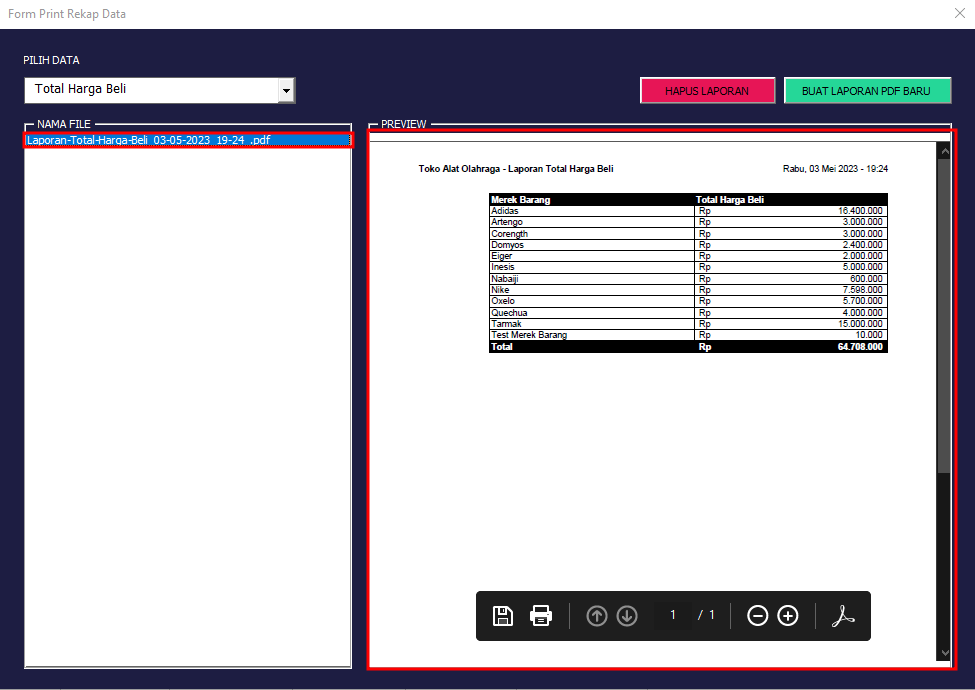 Form Print Rekap Data
PILIH DATA
Total Harga Beli
HAPUS LAPORAN
BUAT LAPORAN PDF BARU
NAMA FILE
Laporan-Total-Harga-Beli_03-05-2023_19-24_.pdf
PREVIEW
Toko Alat Olahraga - Laporan Total Harga Beli Rabu, 03 Mei 2023 - 19:24
Merek Barang Total Harga Beli
Adidas Rp 16.400.000
Artengo Rp 3.000.000
Corength Rp 3.000.000
Domyos Rp 2.400.000
Eiger Rp 2.000.000
Inesis Rp 5.000.000
Nabaiji Rp 600.000
Nike Rp 7.598.000
Oxelo Rp 5.700.000
Quechua Rp 4.000.000
Tarmak Rp 15.000.000
Test Merek Barang Rp 10.000
Total Rp 64.708.000
1 / 1